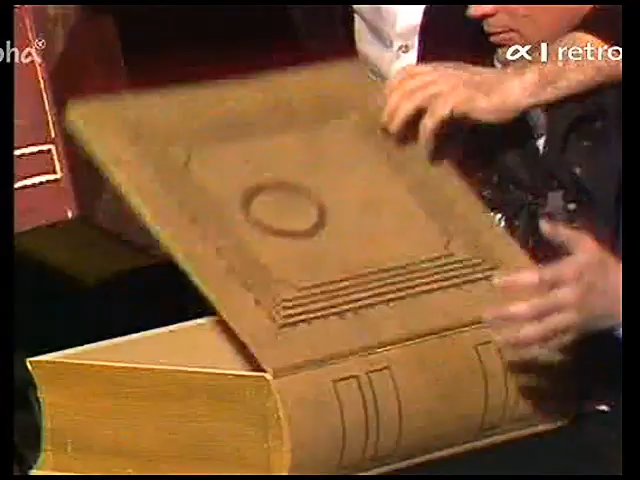 pha®
α | retro